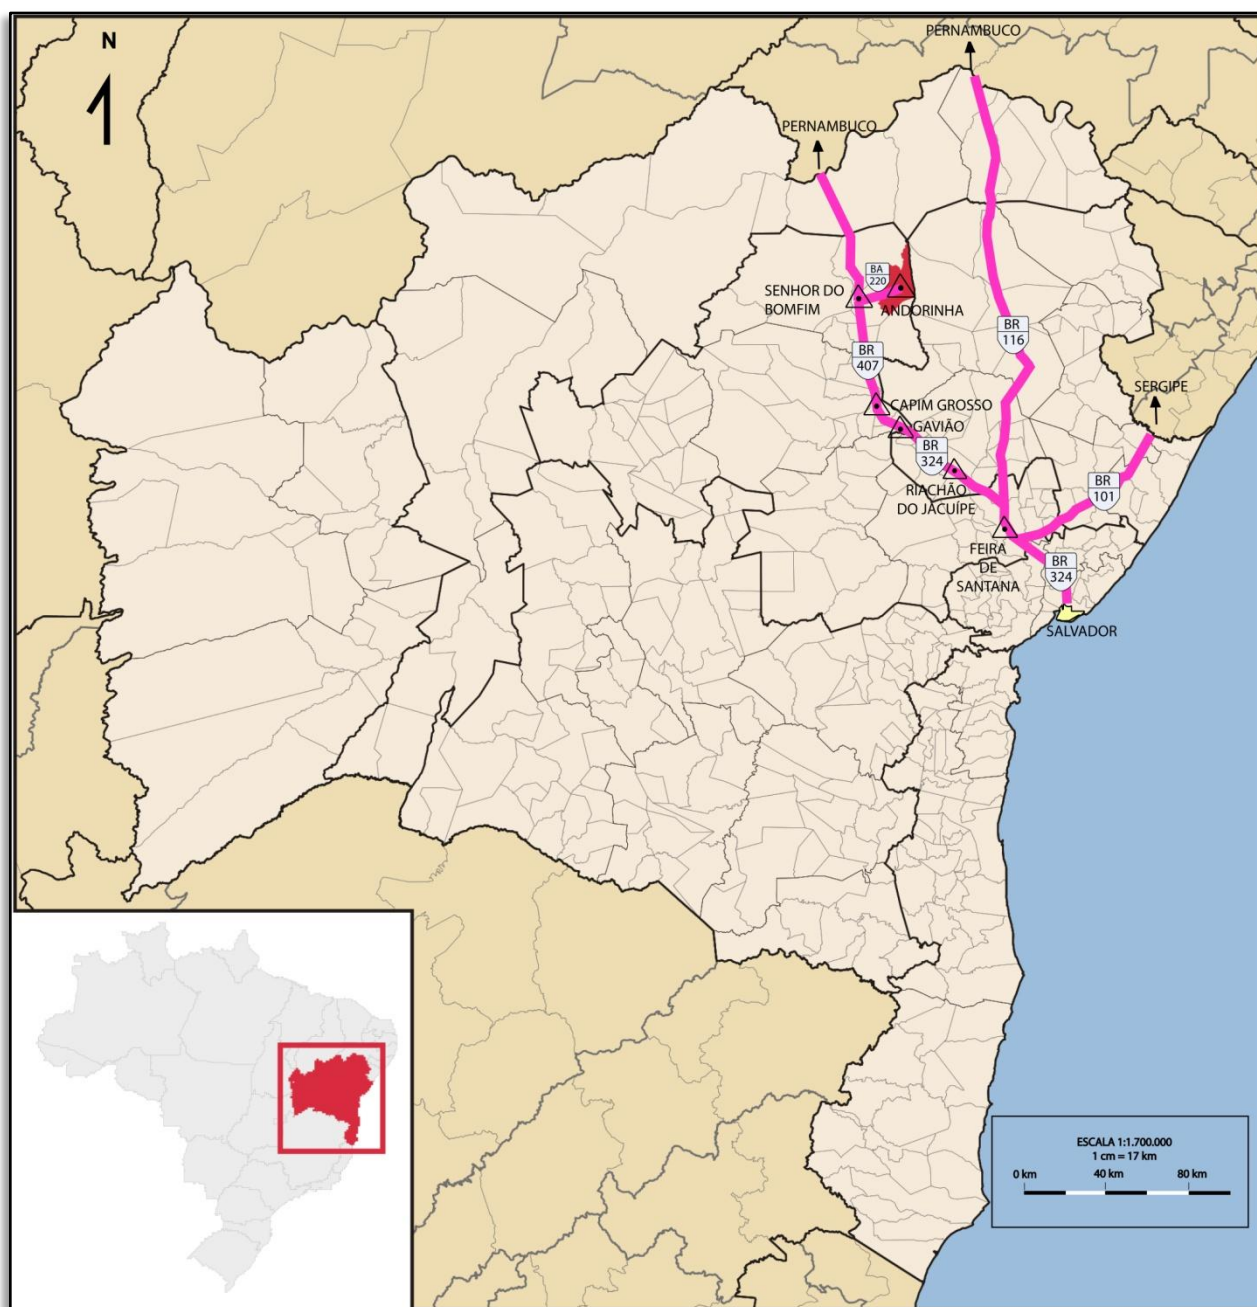 N
PERNAMBUCO
PERNAMBUCO
BA
220
SENHOR DO
BOMFIM
ANDORINHA
BR
116
BR
407
SERGIPE
CAPIM GROSSO
GAVIÃO
BR
324
RIACHÃO
DO JACUÍPE
BR
101
FEIRA
DE
SANTANA
BR
324
SALVADOR
ESCALA 1:1.700.000
1 cm = 17 km
0 km 40 km 80 km